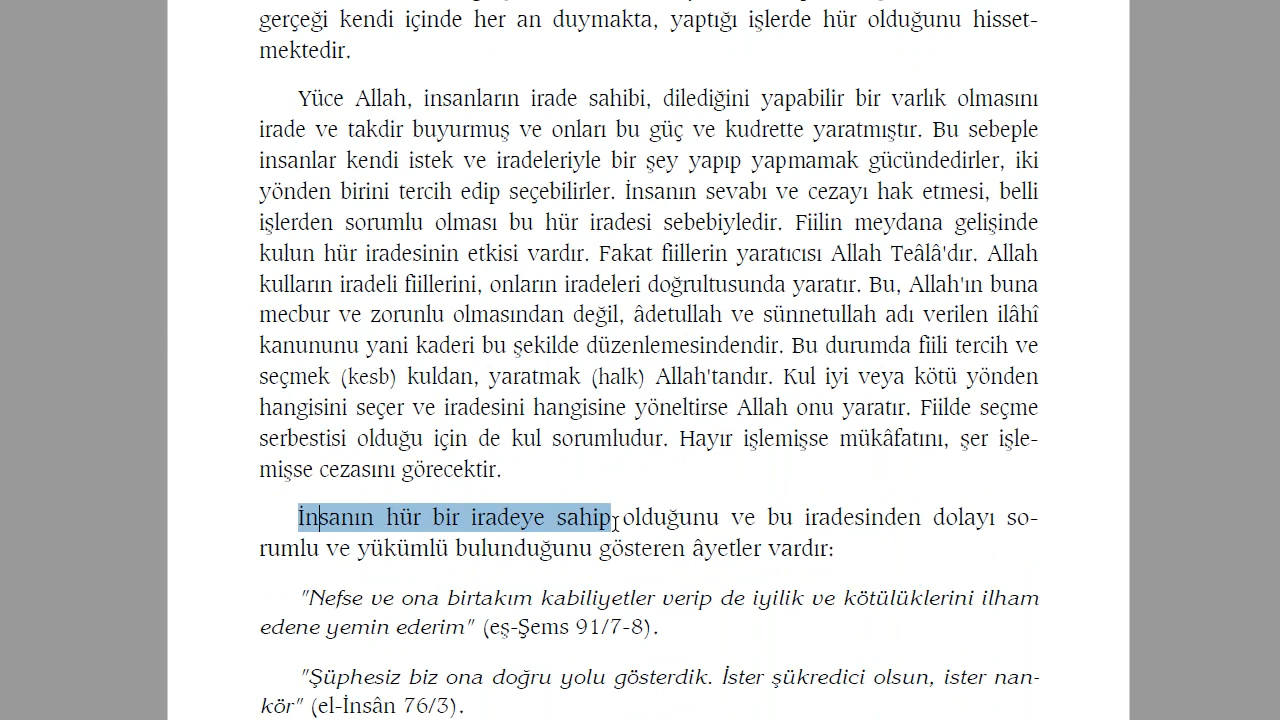 gerçeği kendi içinde her an duymakta, yaptığı işlerde hür olduğunu hisset-
mektedir.
Yüce Allah, insanların irade sahibi, dilediğini yapabilir bir varlık olmasını
irade ve takdir buyurmuş ve onları bu güç ve kudrette yaratmıştır. Bu sebeple
insanlar kendi istek ve iradeleriyle bir şey yapıp yapmamak gücündedirler, iki
yönden birini tercih edip seçebilirler. İnsanın sevabı ve cezayı hak etmesi, belli
işlerden sorumlu olması bu hür iradesi sebebiyledir. Fiilin meydana gelişinde
kulun hür iradesinin etkisi vardır. Fakat fiillerin yaratıcısı Allah Teâlâ'dır. Allah
kulların iradeli fiillerini, onların iradeleri doğrultusunda yaratır. Bu, Allah'ın buna
mecbur ve zorunlu olmasından değil, âdetullah ve sünnetullah adı verilen ilâhî
kanununu yani kaderi bu şekilde düzenlemesindendir. Bu durumda fiili tercih ve
seçmek (kesb) kuldan, yaratmak (halk) Allah'tandır. Kul iyi veya kötü yönden
hangisini seçer ve iradesini hangisine yöneltirse Allah onu yaratır. Fiilde seçme
serbestisi olduğu için de kul sorumludur. Hayır işlemişse mükâfatını, şer işle-
mişse cezasını görecektir.
İnsanın hür bir iradeye sahip olduğunu ve bu iradesinden dolayı so-
rumlu ve yükümlü bulunduğunu gösteren âyetler vardır:
"Nefse ve ona birtakım kabiliyetler verip de iyilik ve kötülüklerini ilham
edene yemin ederim" (eş-Şems 91/7-8).
"Şüphesiz biz ona doğru yolu gösterdik. İster şükredici olsun, ister nan-
kör" (el-İnsân 76/3).